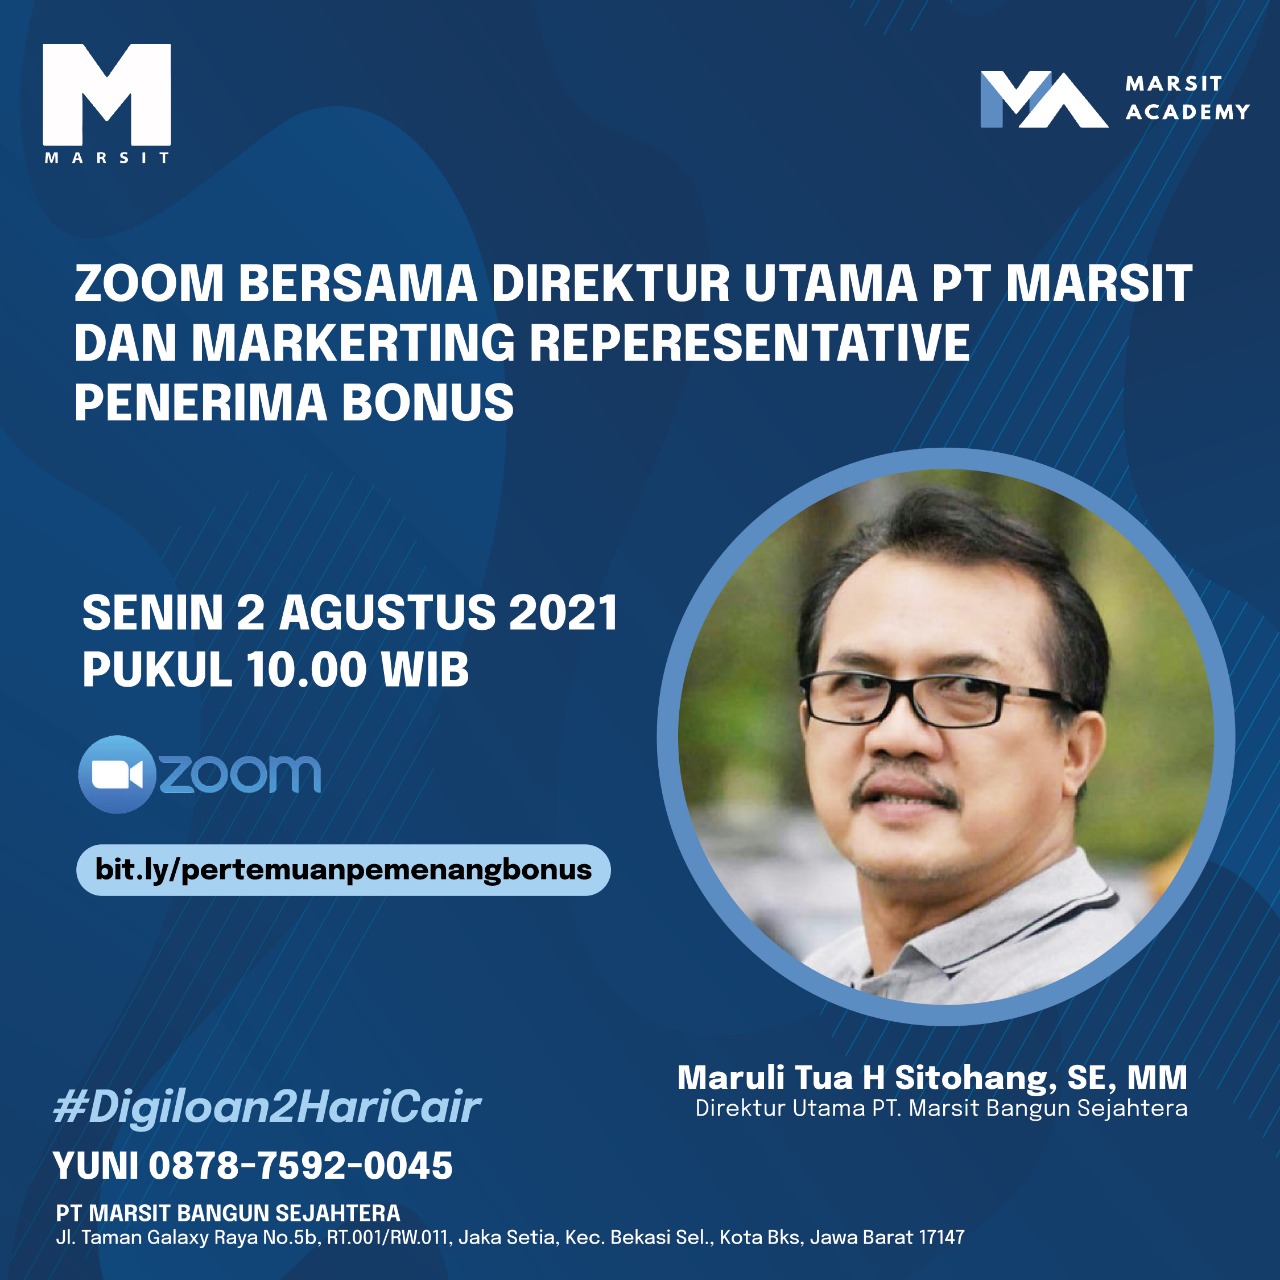 MARSIT
MARSIT
ACADEMY
ZOOM BERSAMA DIREKTUR UTAMA PT MARSIT
DAN MARKERTING REPERESENTATIVE
PENERIMA BONUS
SENIN 2 AGUSTUS 2021
PUKUL 10.00 WIB
zoom
bit.ly/pertemuanpemenangbonus
Maruli Tua H Sitohang, SE, MM
Direktur Utama PT. Marsit Bangun Sejahtera
#Digiloan2HariCair
YUNI 0878-7592-0045
PT MARSIT BANGUN SEJAHTERA
Jl. Taman Galaxy Raya No.5b, RT.001/RW.011, Jaka Setia, Kec. Bekasi Sel., Kota Bks, Jawa Barat 17147